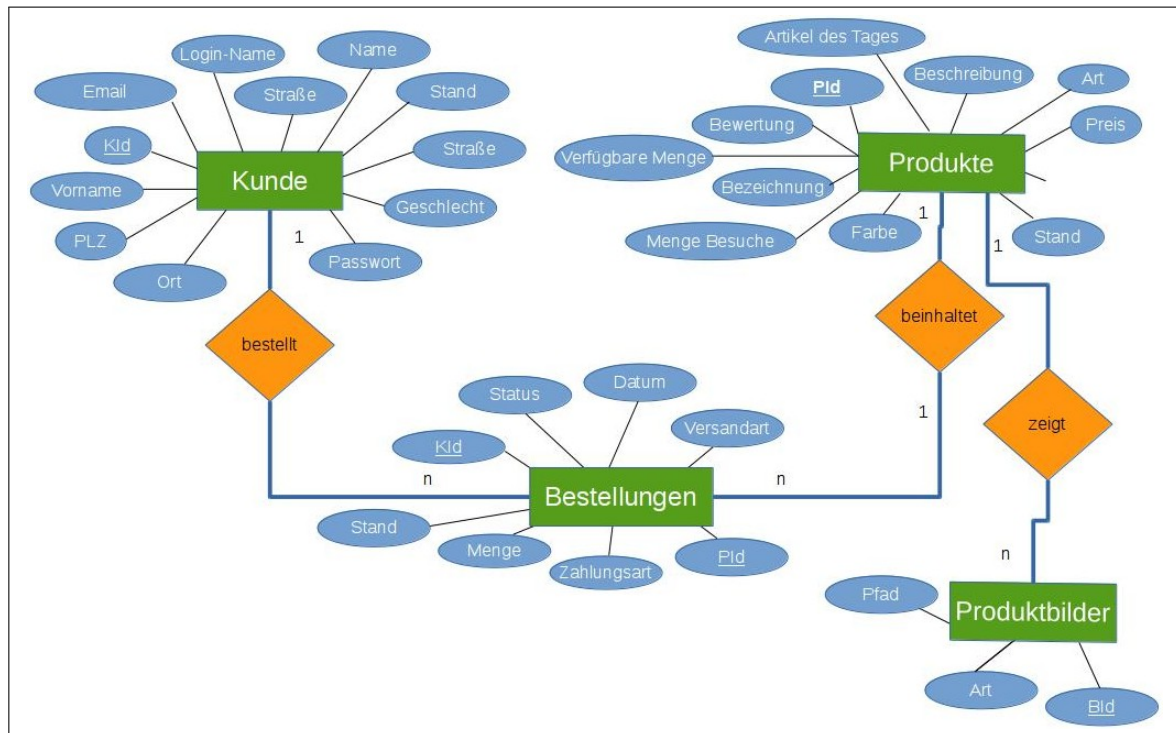 Artikel des Tages
Login-Name
Name
Beschreibung
Art
Email
Straße
Stand
PId
Bewertung
Preis
KId
Straße
Verfügbare Menge
Produkte
Kunde
Vorname
Bezeichnung
Geschlecht
PLZ
1
Passwort
Ort
1
Menge Besuche
Farbe
Stand
1
bestellt
beinhaltet
Status
Datum
Versandart
1
zeigt
KId
n
n
Bestellungen
Stand
Menge
Zahlungsart
PId
n
Pfad
Produktbilder
Art
BId